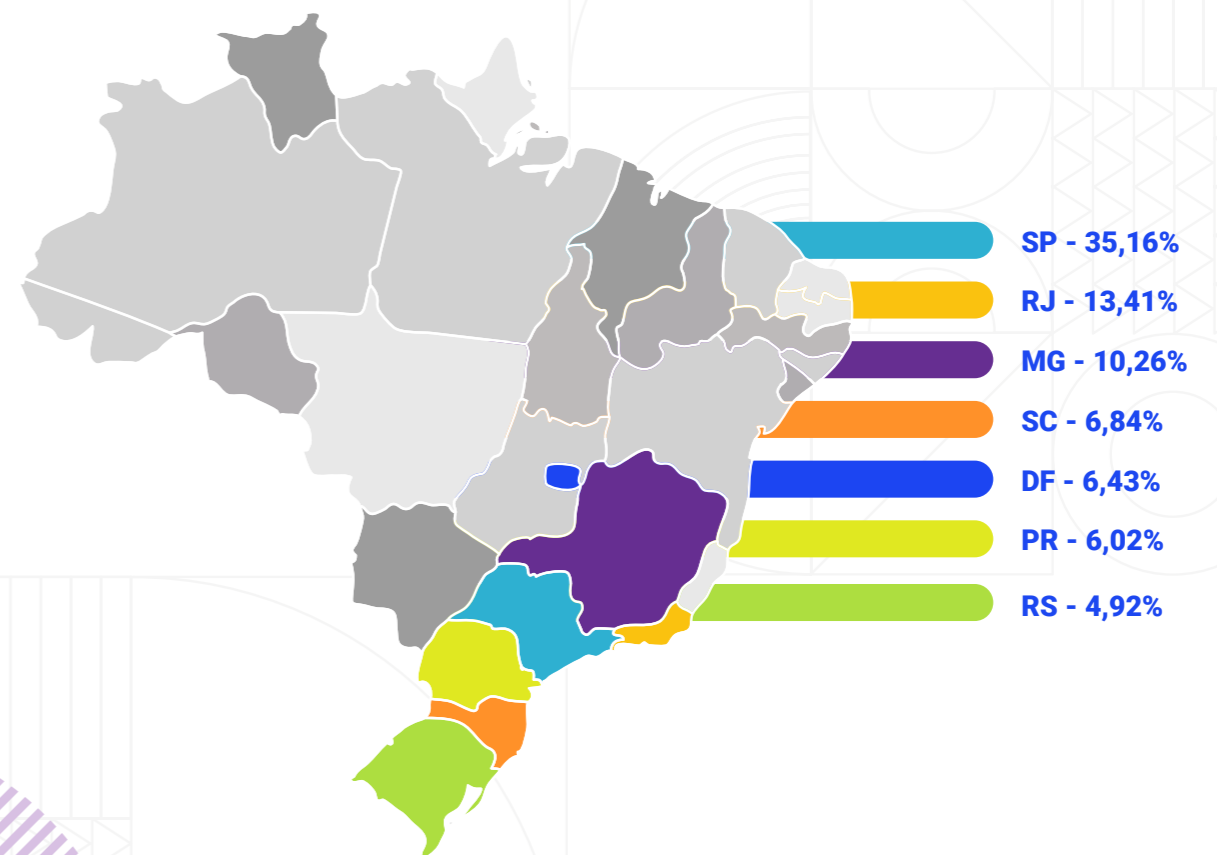 SP - 35,16%
RJ - 13,41%
MG - 10,26%
SC - 6,84%
DF - 6,43%
PR - 6,02%
RS - 4,92%